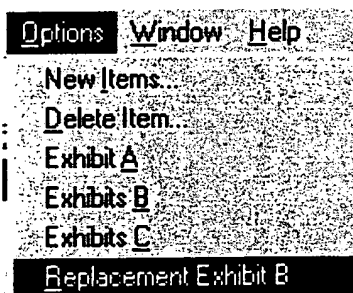 Options Window Help
New Items...
Delete Item...
Exhibit A
Exhibits B
Exhibits C
Replacement Exhibit B